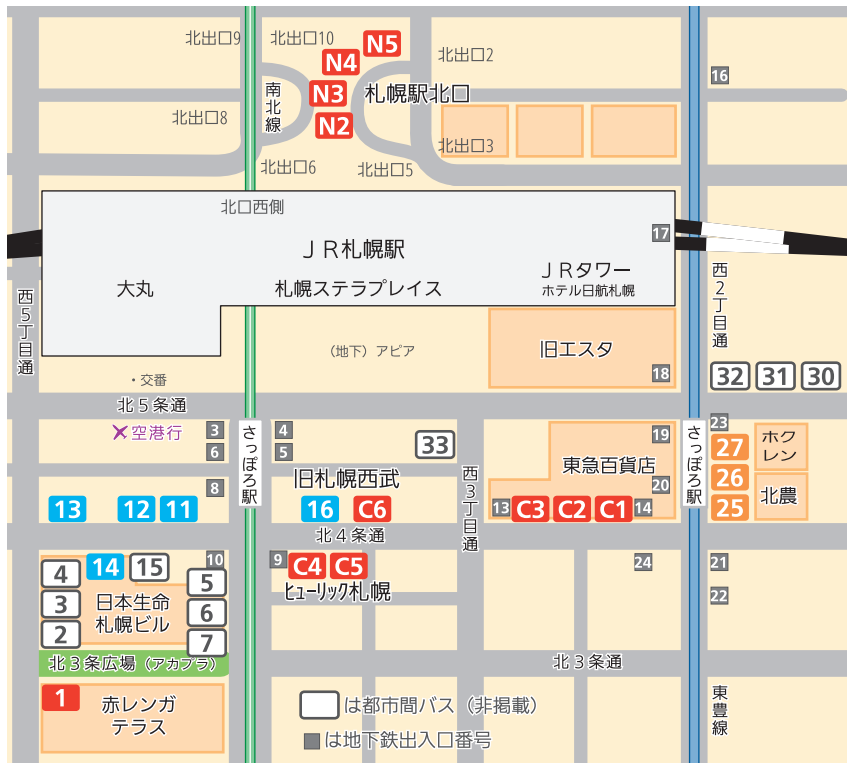 北出口9
北出口10
N5
N4
北出口2
16
南北線
N3
札幌駅北口
北出口8
N2
北出口3
北出口6
北出口5
北口西側
17
ＪＲ札幌駅
ＪＲタワー
ホテル日航札幌
大丸
札幌ステラプレイス
西5丁目通
西２丁目通
（地下）アピア
旧エスタ
18
・交番
32
31
30
北５条通
空港行
3
4
6
5
さっぽろ駅
33
19
さっぽろ駅
23
27
ホク
レン
東急百貨店
旧札幌西武
西３丁目通
20
26
北農
8
13
12
11
16
C6
13
C3
C2
C1
14
25
北４条通
4
14
15
10
9
C4
C5
24
21
5
ﾋｭｰﾘｯｸ札幌
3
日本生命
札幌ビル
6
22
2
7
北３条広場（アカプラ）
北３条通
1
赤レンガ
テラス
東豊線
は都市間バス（非掲載）
は地下鉄出入口番号